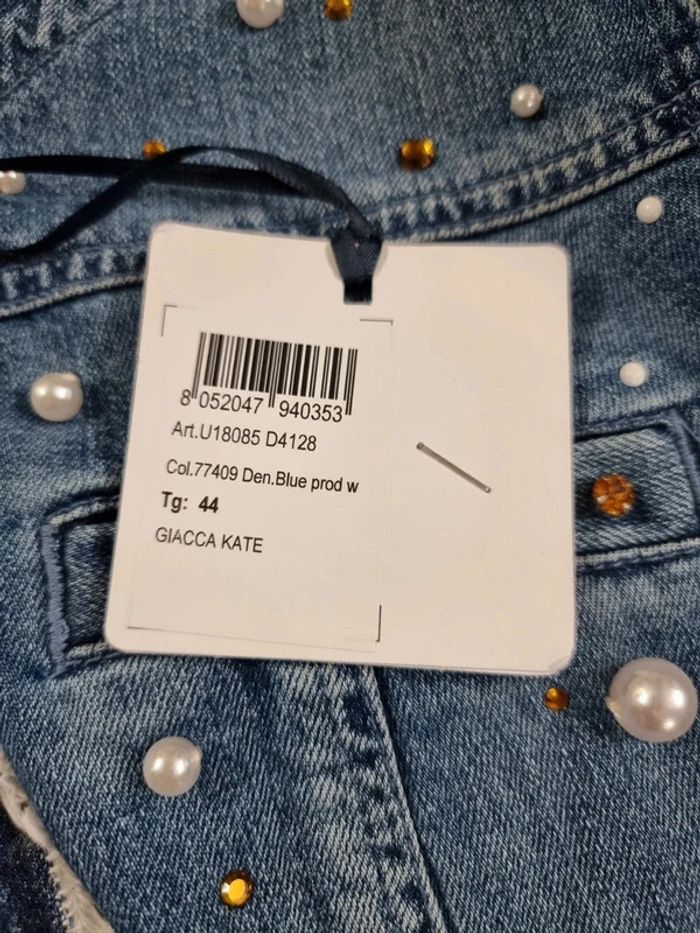 8 052047 940353
Art.U18085 D4128
Col.77409 Den.Blue prod w
Tg: 44
GIACCA KATE